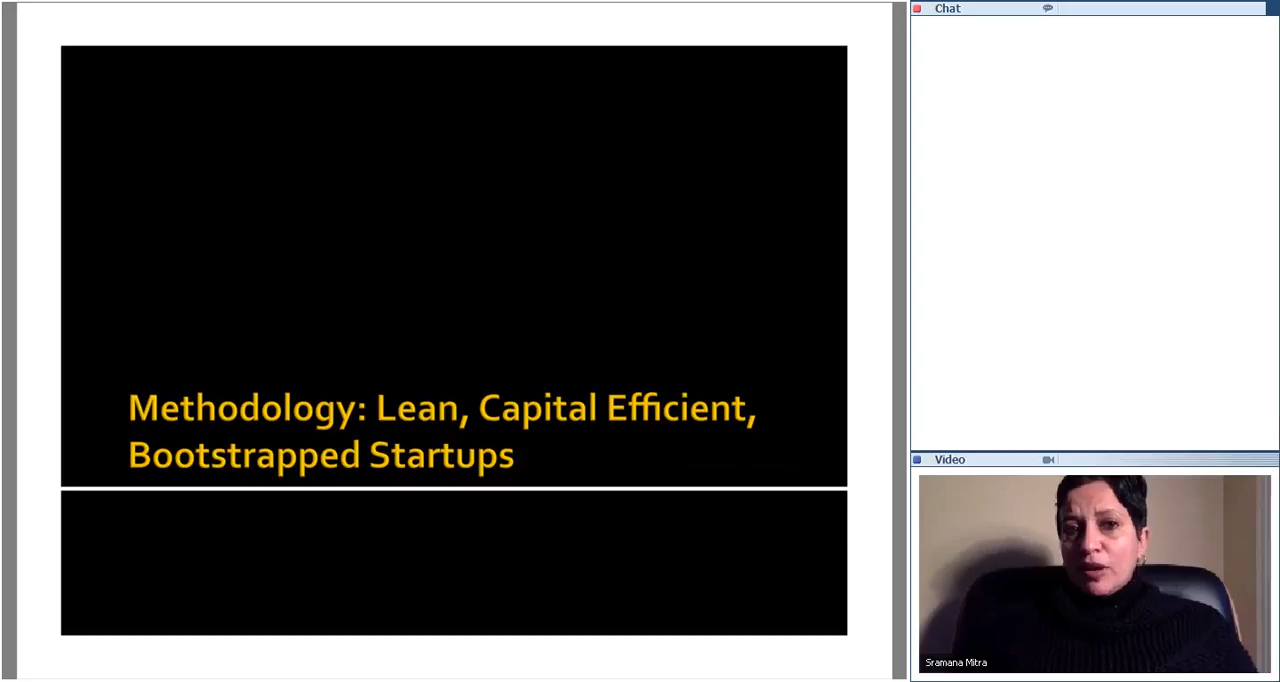 Methodology: Lean, Capital Efficient,
Bootstrapped Startups
Chat
Video
Sramana Mitra